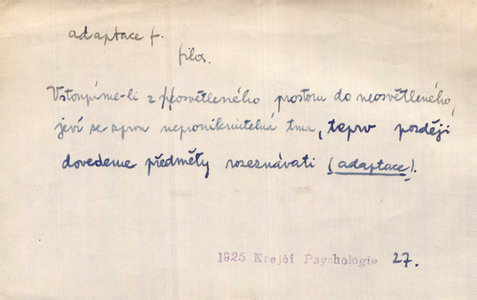 adaptace f.
filos.
Vstoupíme-li z osvětleného prostoru do neosvětleného,
jeví se zprvu neproniknutelná tma, teprv později
dovedeme předměty rozeznávati (adaptace).
1925 Krejčí Psychologie 27.